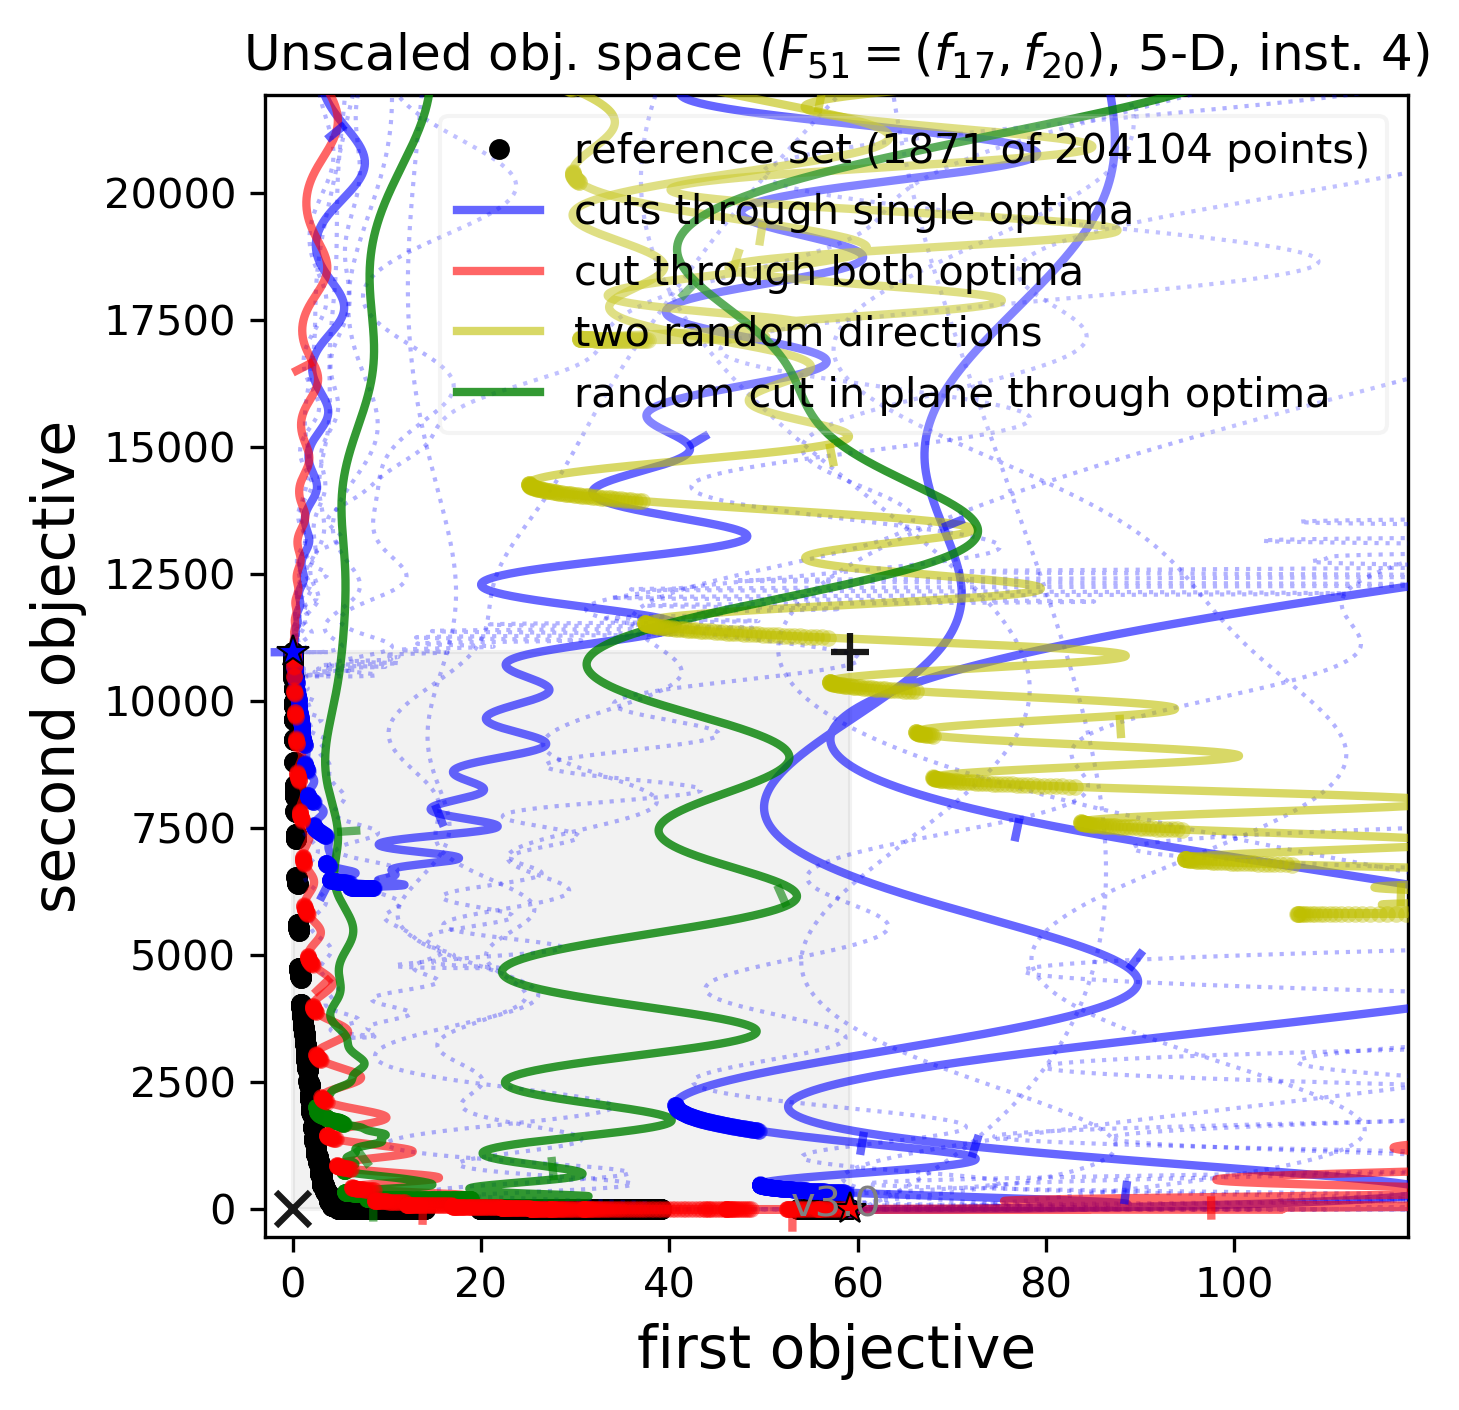 Unscaled obj. space (F₅₁ = (f₁₇, f₂₀), 5-D, inst. 4)
reference set (1871 of 204104 points)
cuts through single optima
cut through both optima
two random directions
random cut in plane through optima
second objective
20000
17500
15000
12500
10000
7500
5000
2500
0
v3.0
0 20 40 60 80 100
first objective